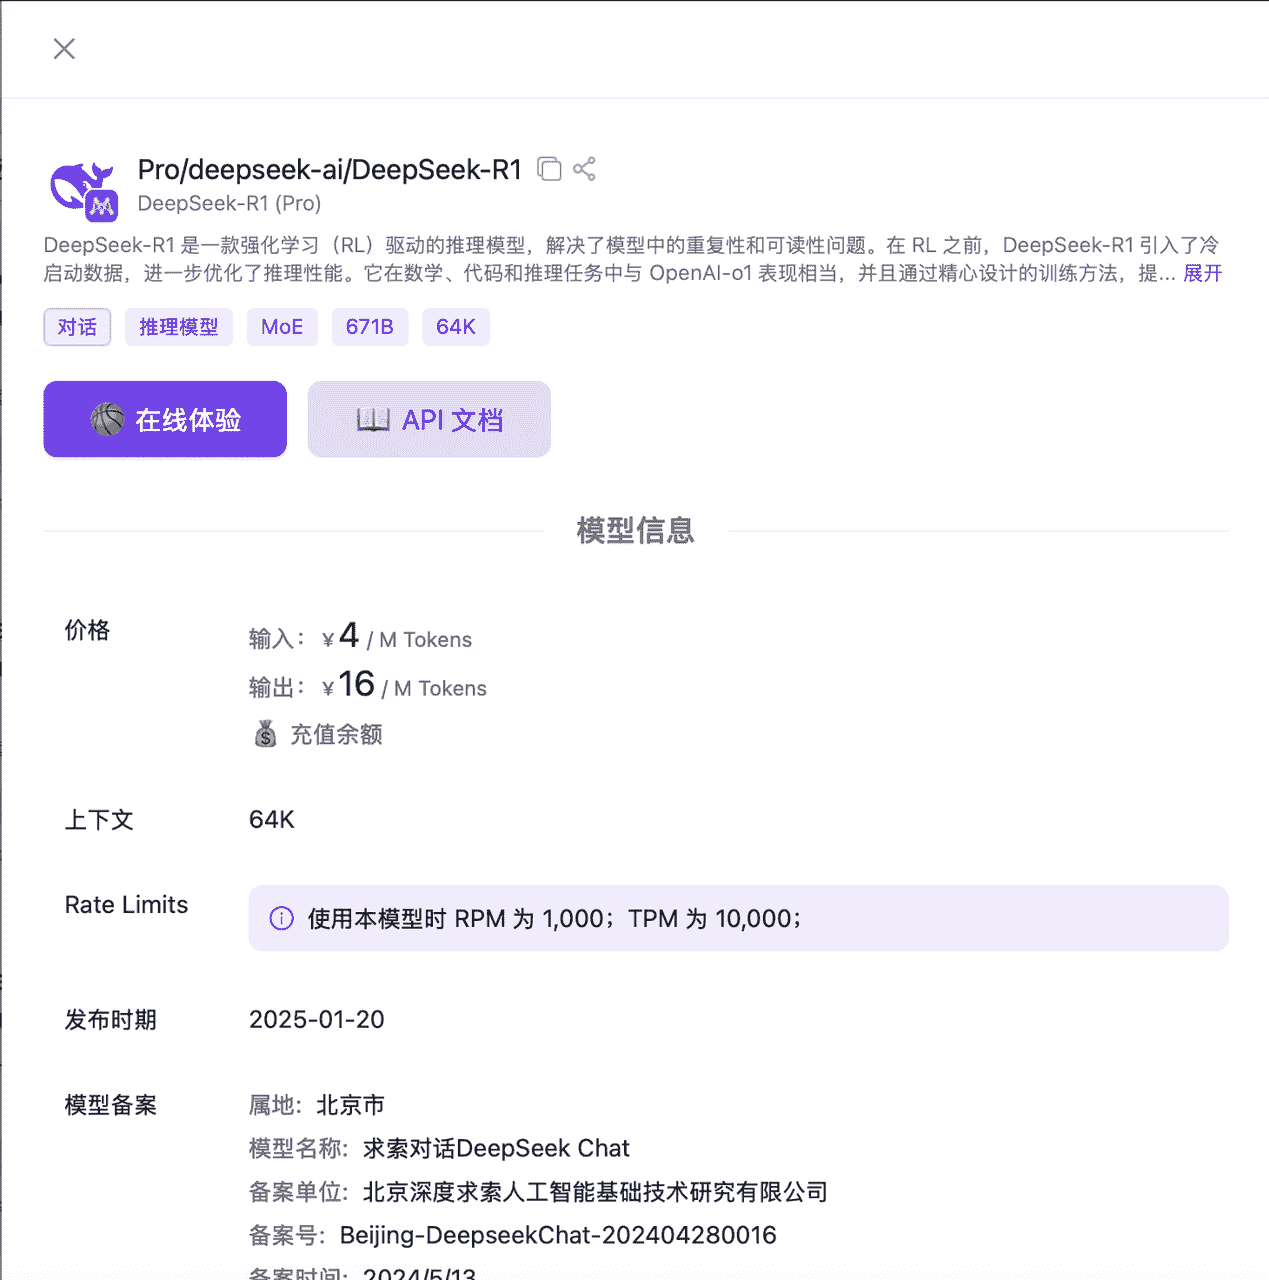 Pro/deepseek-ai/DeepSeek-R1
DeepSeek-R1 (Pro)
DeepSeek-R1 是一款强化学习（RL）驱动的推理模型，解决了模型中的重复性和可读性问题。在 RL 之前，DeepSeek-R1 引入了冷
启动数据，进一步优化了推理性能。它在数学、代码和推理任务中与 OpenAI-o1 表现相当，并且通过精心设计的训练方法，提... 展开
对话 推理模型 MoE 671B 64K
在线体验 API 文档
模型信息
价格
输入：¥4 / M Tokens
输出：¥16 / M Tokens
充值余额
上下文 64K
Rate Limits 使用本模型时 RPM 为 1,000；TPM 为 10,000；
发布时期 2025-01-20
模型备案 属地：北京市
模型名称：求索对话DeepSeek Chat
备案单位：北京深度求索人工智能基础技术研究有限公司
备案号：Beijing-DeepseekChat-202404280016
备案时间：2024/5/13